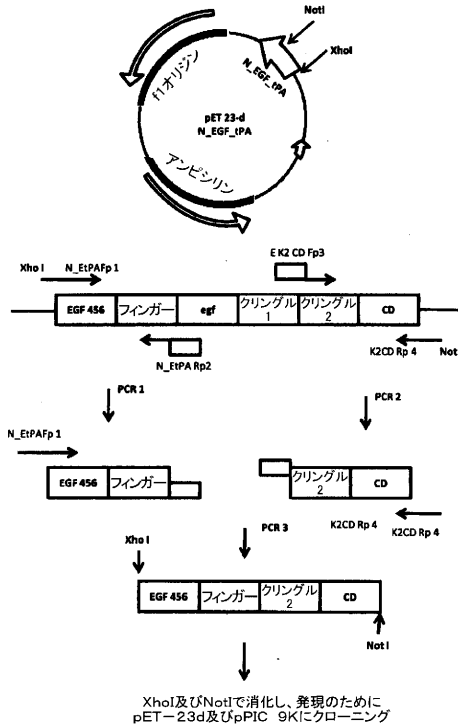 NotI
XhoI
N_EGF_tPA
f1オリジン
pET 23-d
N_EGF_tPA
アンピシリン
E K2 CD Fp3
Xho I
N_EtPAFp 1
EGF 456
フィンガー
egf
クリングル
1
クリングル
2
CD
N_EtPA Rp2
K2CD Rp 4
Not
PCR 1
PCR 2
N_EtPAFp 1
EGF 456
フィンガー
クリングル
2
CD
K2CD Rp 4
K2CD Rp 4
PCR 3
Xho I
EGF 456
フィンガー
クリングル
2
CD
Not I
XhoI及びNotIで消化し、発現のために
pET-23d及びpPIC 9Kにクローニング